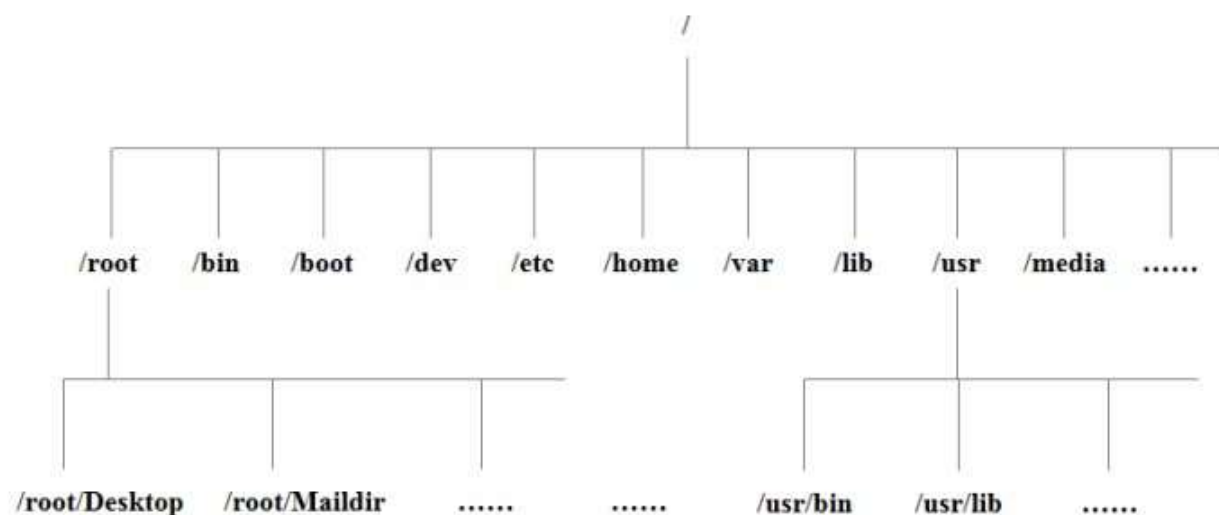 /
/root /bin /boot /dev /etc /home /var /lib /usr /media ……
/root/Desktop /root/Maildir …… …… /usr/bin /usr/lib ……